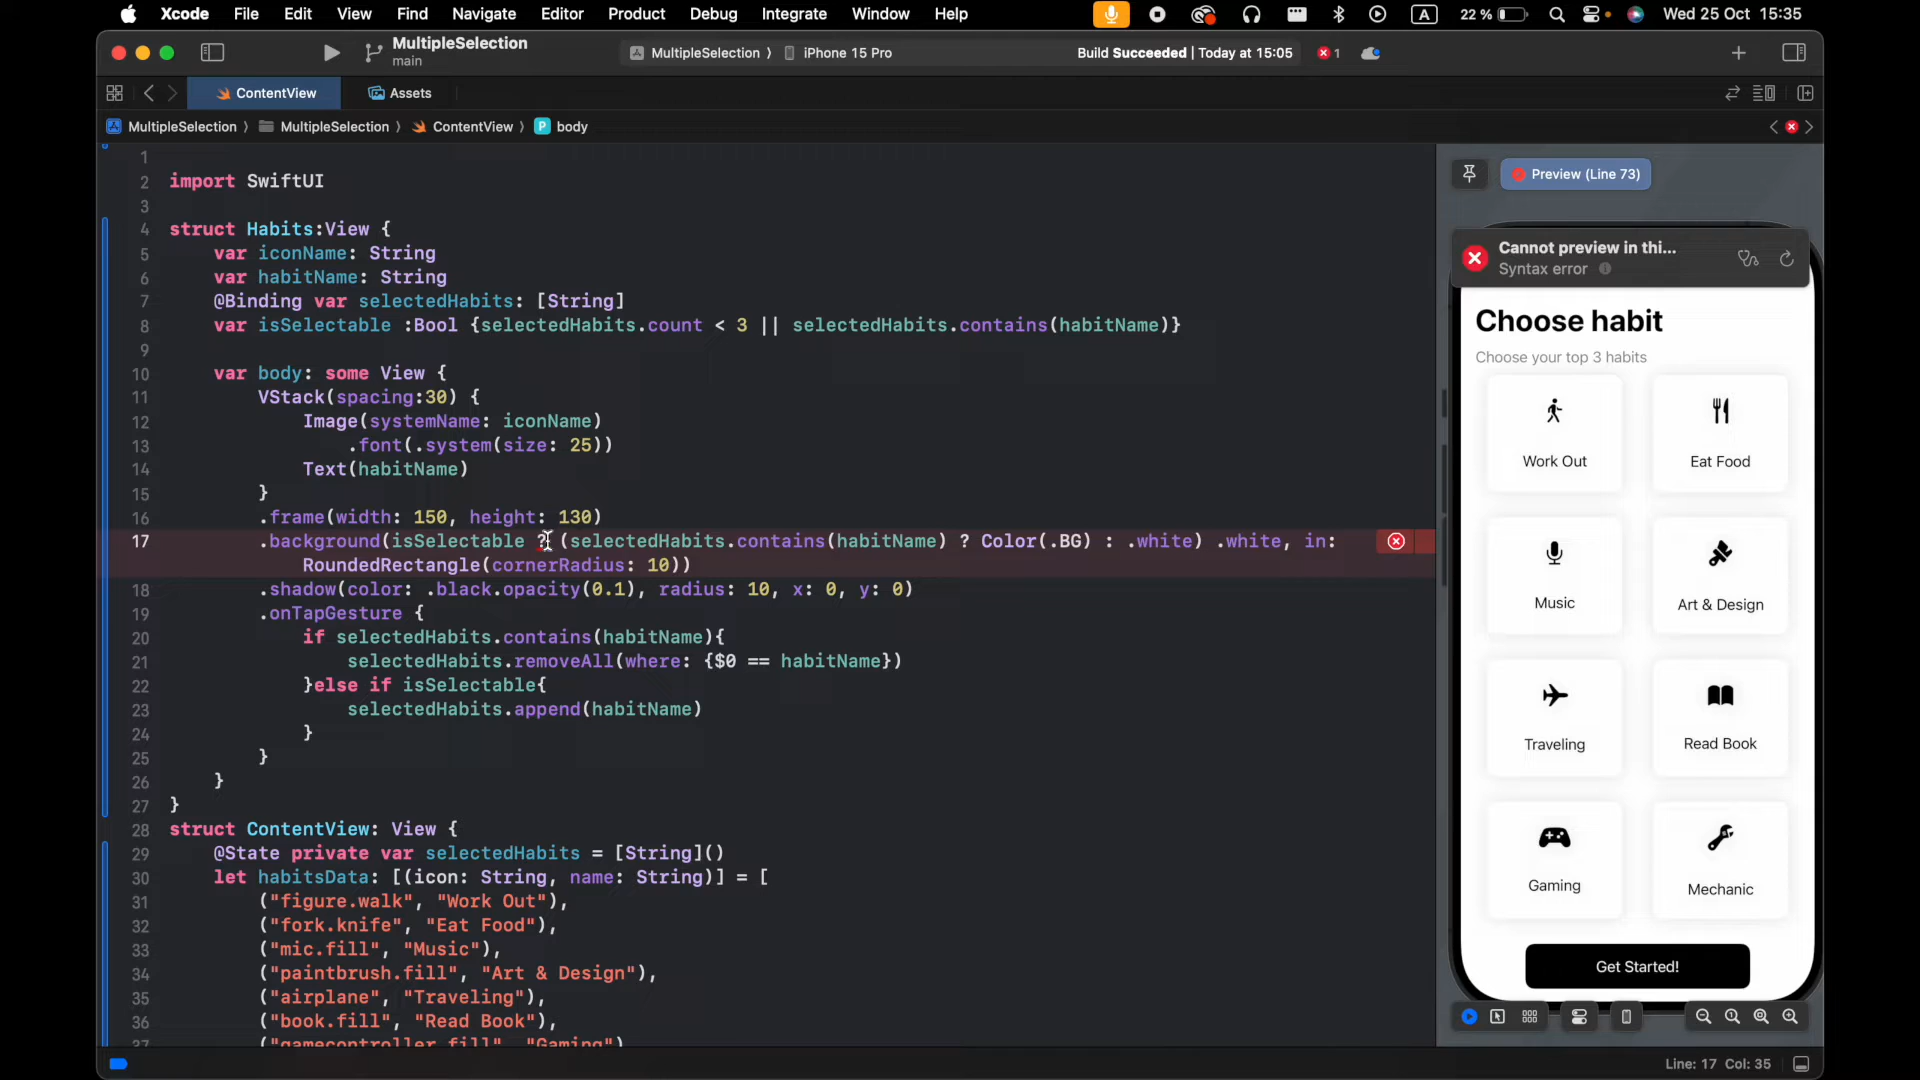 Xcode File Edit View Find Navigate Editor Product Debug Integrate Window Help A 22 % Wed 25 Oct 15:35
MultipleSelection
main
MultipleSelection 〉 iPhone 15 Pro
Build Succeeded | Today at 15:05
1
ContentView Assets
MultipleSelection 〉 MultipleSelection 〉 ContentView 〉 P body
1
2 import SwiftUI
3
4 struct Habits:View {
5 var iconName: String
6 var habitName: String
7 @Binding var selectedHabits: [String]
8 var isSelectable :Bool {selectedHabits.count < 3 || selectedHabits.contains(habitName)}
9
10 var body: some View {
11 VStack(spacing:30) {
12 Image(systemName: iconName)
13 .font(.system(size: 25))
14 Text(habitName)
15 }
16 .frame(width: 150, height: 130)
17 .background(isSelectable ? (selectedHabits.contains(habitName) ? Color(.BG) : .white) .white, in:
RoundedRectangle(cornerRadius: 10))
18 .shadow(color: .black.opacity(0.1), radius: 10, x: 0, y: 0)
19 .onTapGesture {
20 if selectedHabits.contains(habitName){
21 selectedHabits.removeAll(where: {$0 == habitName})
22 }else if isSelectable{
23 selectedHabits.append(habitName)
24 }
25 }
26 }
27 }
28 struct ContentView: View {
29 @State private var selectedHabits = [String]()
30 let habitsData: [(icon: String, name: String)] = [
31 ("figure.walk", "Work Out"),
32 ("fork.knife", "Eat Food"),
33 ("mic.fill", "Music"),
34 ("paintbrush.fill", "Art & Design"),
35 ("airplane", "Traveling"),
36 ("book.fill", "Read Book"),
37 ("gamecontroller.fill", "Gaming")
Preview (Line 73)
Cannot preview in thi...
Syntax error
Choose habit
Choose your top 3 habits
Work Out
Eat Food
Music
Art & Design
Traveling
Read Book
Gaming
Mechanic
Get Started!
Line: 17 Col: 35